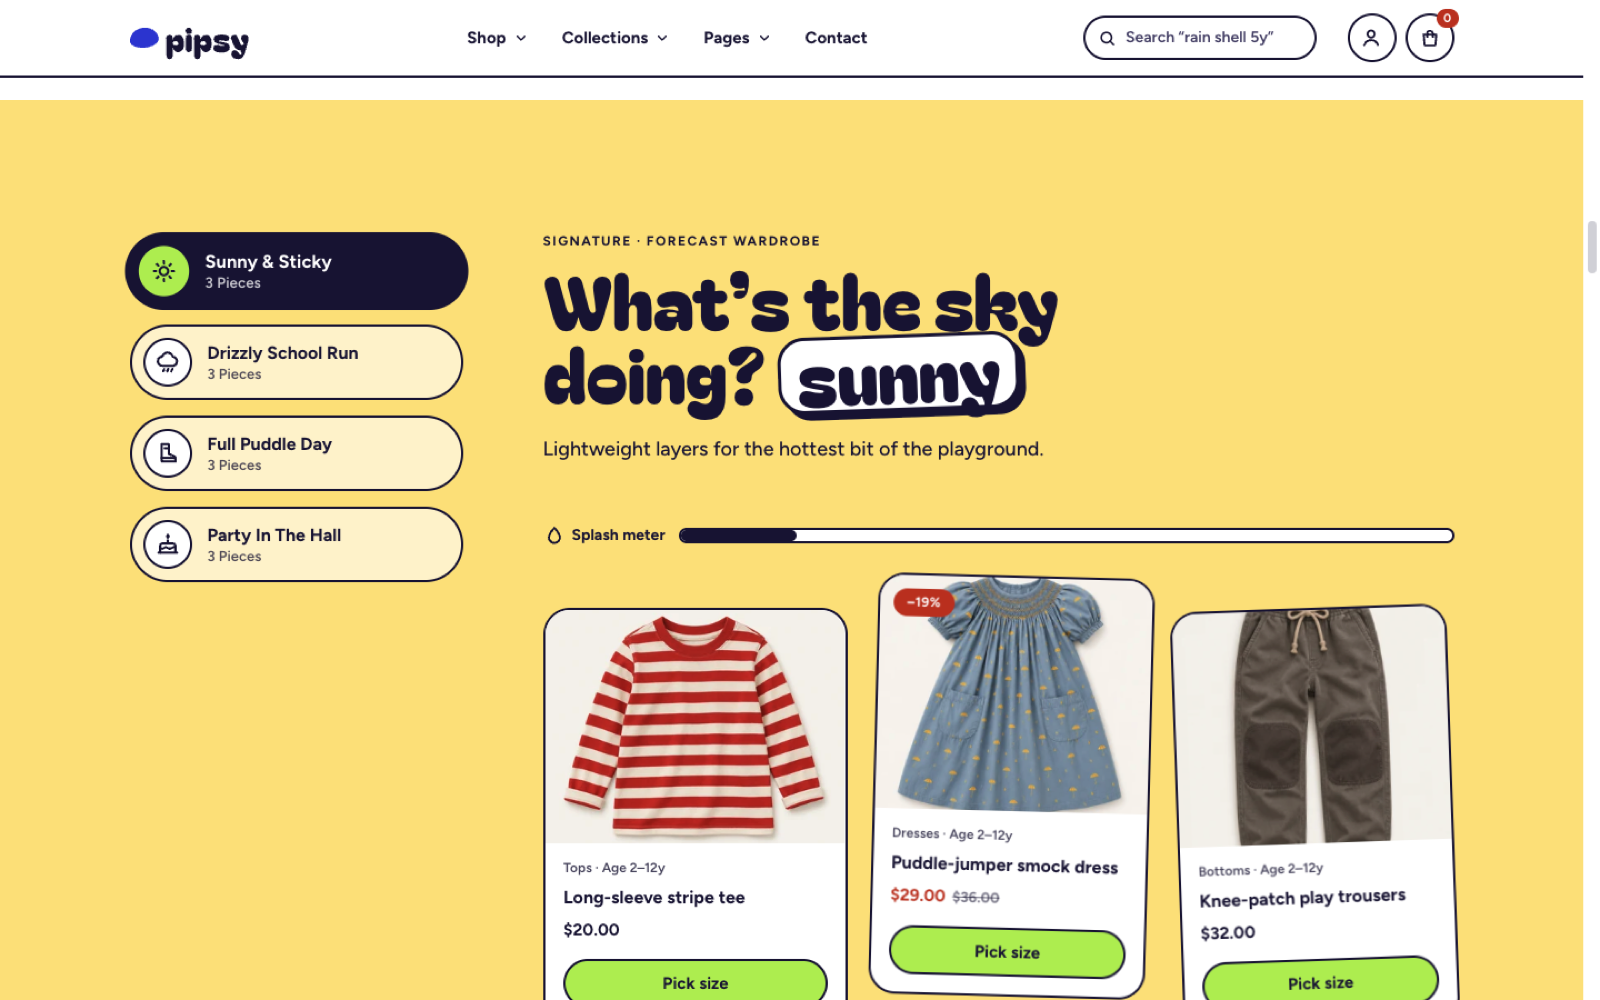 pipsy
Shop
Collections
Pages
Contact
Search “rain shell 5y”
0
Sunny & Sticky
3 Pieces
Drizzly School Run
3 Pieces
Full Puddle Day
3 Pieces
Party In The Hall
3 Pieces
SIGNATURE · FORECAST WARDROBE
What’s the sky
doing? sunny
Lightweight layers for the hottest bit of the playground.
Splash meter
Tops · Age 2–12y
Long-sleeve stripe tee
$20.00
Pick size
−19%
Dresses · Age 2–12y
Puddle-jumper smock dress
$29.00 $36.00
Pick size
Bottoms · Age 2–12y
Knee-patch play trousers
$32.00
Pick size